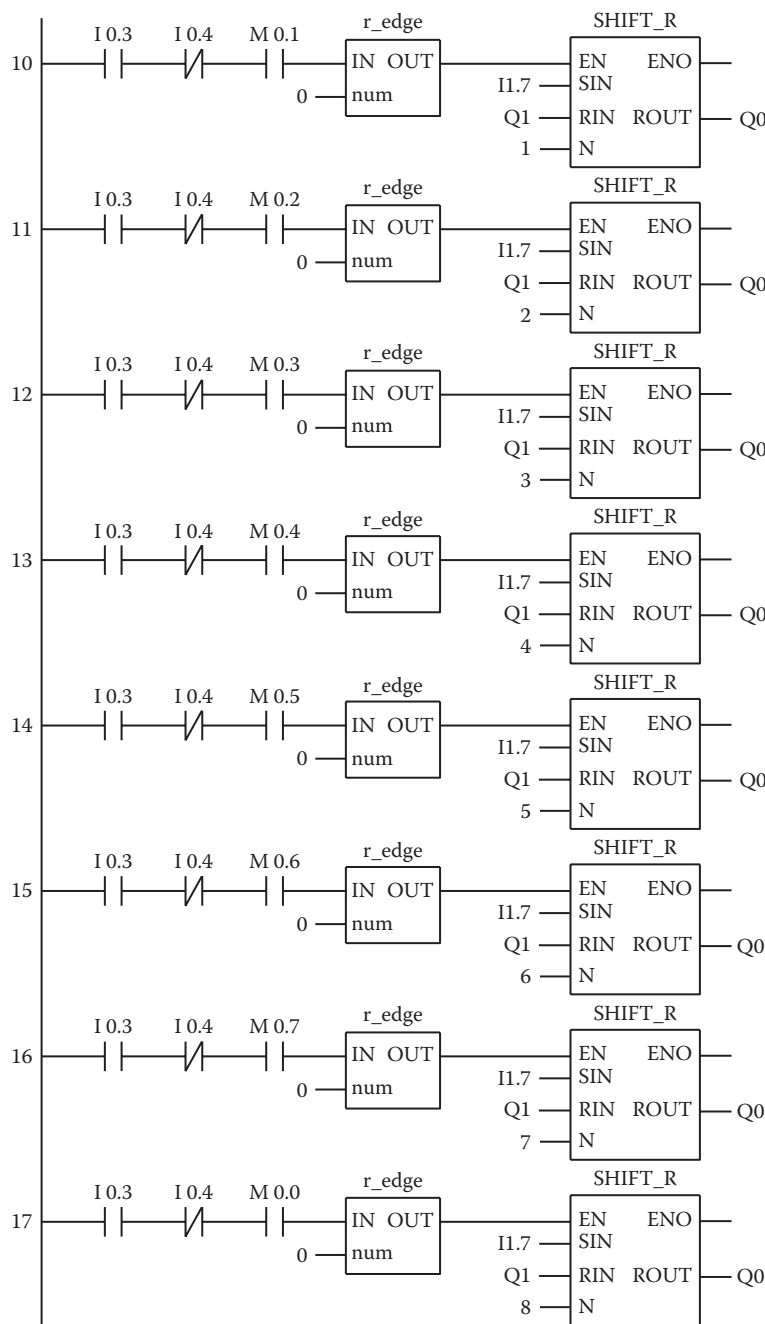 r_edge SHIFT_R
10 I 0.3 I 0.4 M 0.1 IN OUT EN ENO
0 num I1.7 SIN
Q1 RIN ROUT Q0
1 N
r_edge SHIFT_R
11 I 0.3 I 0.4 M 0.2 IN OUT EN ENO
0 num I1.7 SIN
Q1 RIN ROUT Q0
2 N
r_edge SHIFT_R
12 I 0.3 I 0.4 M 0.3 IN OUT EN ENO
0 num I1.7 SIN
Q1 RIN ROUT Q0
3 N
r_edge SHIFT_R
13 I 0.3 I 0.4 M 0.4 IN OUT EN ENO
0 num I1.7 SIN
Q1 RIN ROUT Q0
4 N
r_edge SHIFT_R
14 I 0.3 I 0.4 M 0.5 IN OUT EN ENO
0 num I1.7 SIN
Q1 RIN ROUT Q0
5 N
r_edge SHIFT_R
15 I 0.3 I 0.4 M 0.6 IN OUT EN ENO
0 num I1.7 SIN
Q1 RIN ROUT Q0
6 N
r_edge SHIFT_R
16 I 0.3 I 0.4 M 0.7 IN OUT EN ENO
0 num I1.7 SIN
Q1 RIN ROUT Q0
7 N
r_edge SHIFT_R
17 I 0.3 I 0.4 M 0.0 IN OUT EN ENO
0 num I1.7 SIN
Q1 RIN ROUT Q0
8 N